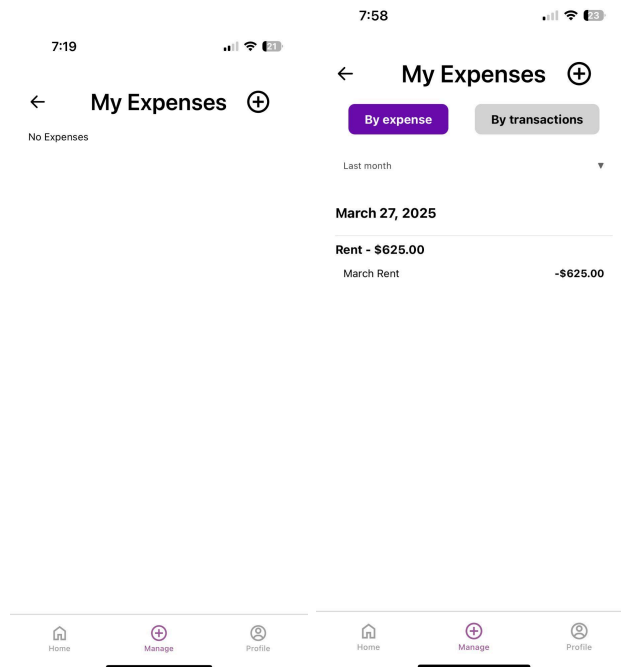 7:19
21
My Expenses
No Expenses
Home
Manage
Profile
7:58
23
My Expenses
By expense
By transactions
Last month
March 27, 2025
Rent - $625.00
March Rent
-$625.00
Home
Manage
Profile